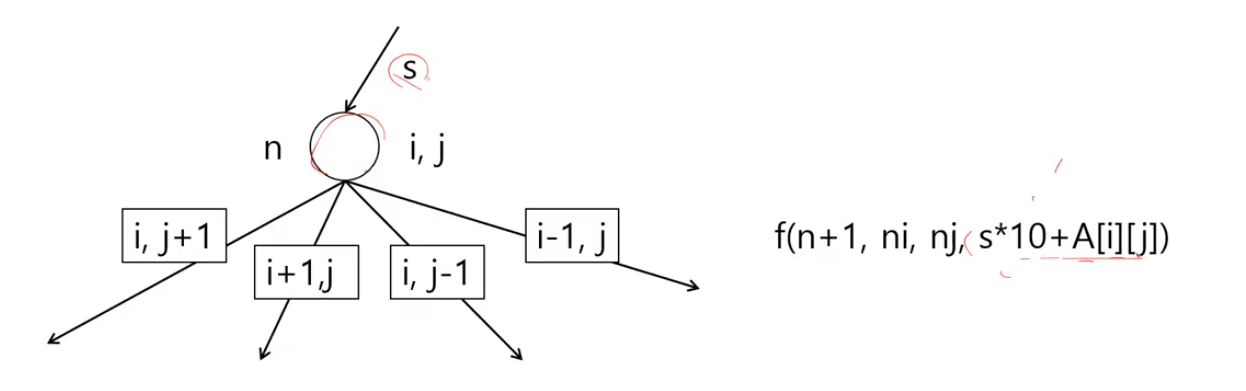 s
n
i, j
i, j+1
i+1,j
i, j-1
i-1, j
f(n+1, ni, nj, s*10+A[i][j])